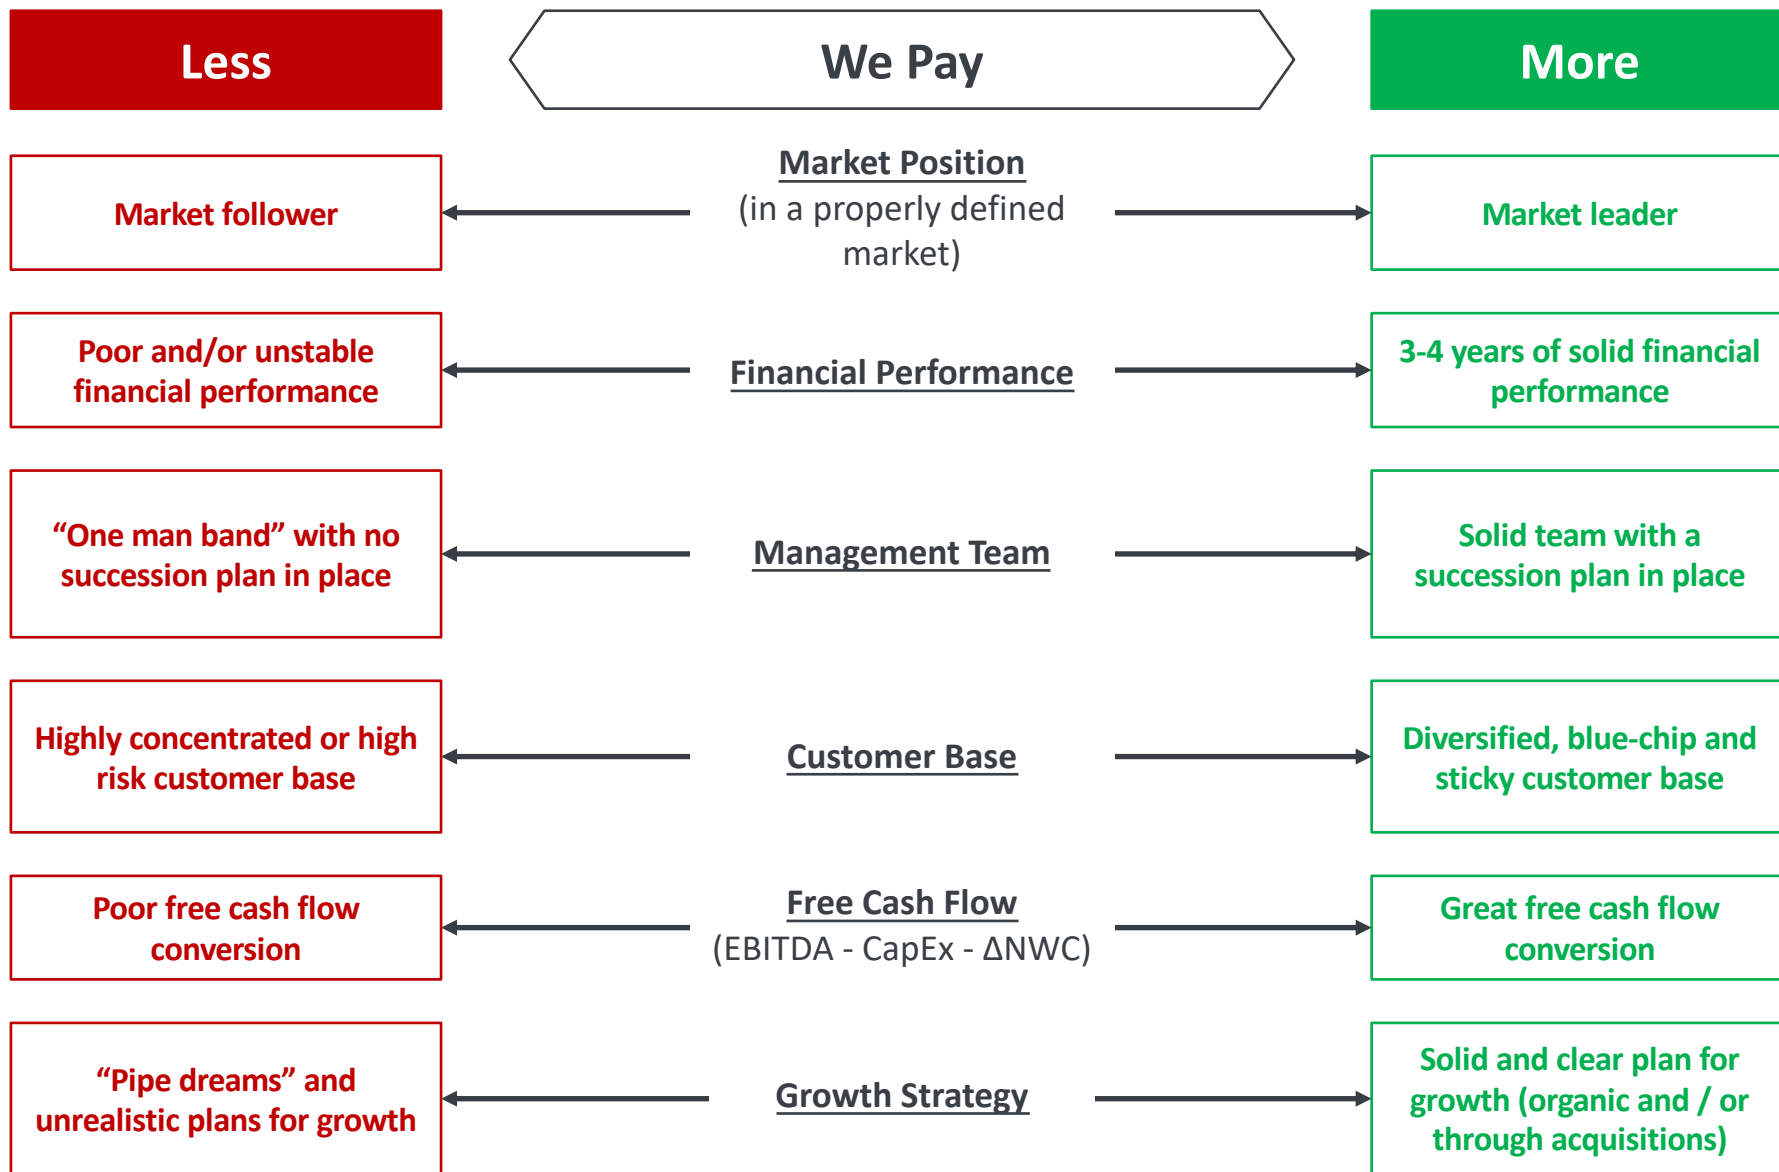 Less
We Pay
More
Market follower
Market Position
(in a properly defined
market)
Market leader
Poor and/or unstable
financial performance
Financial Performance
3-4 years of solid financial
performance
“One man band” with no
succession plan in place
Management Team
Solid team with a
succession plan in place
Highly concentrated or high
risk customer base
Customer Base
Diversified, blue-chip and
sticky customer base
Poor free cash flow
conversion
Free Cash Flow
(EBITDA - CapEx - ΔNWC)
Great free cash flow
conversion
“Pipe dreams” and
unrealistic plans for growth
Growth Strategy
Solid and clear plan for
growth (organic and / or
through acquisitions)